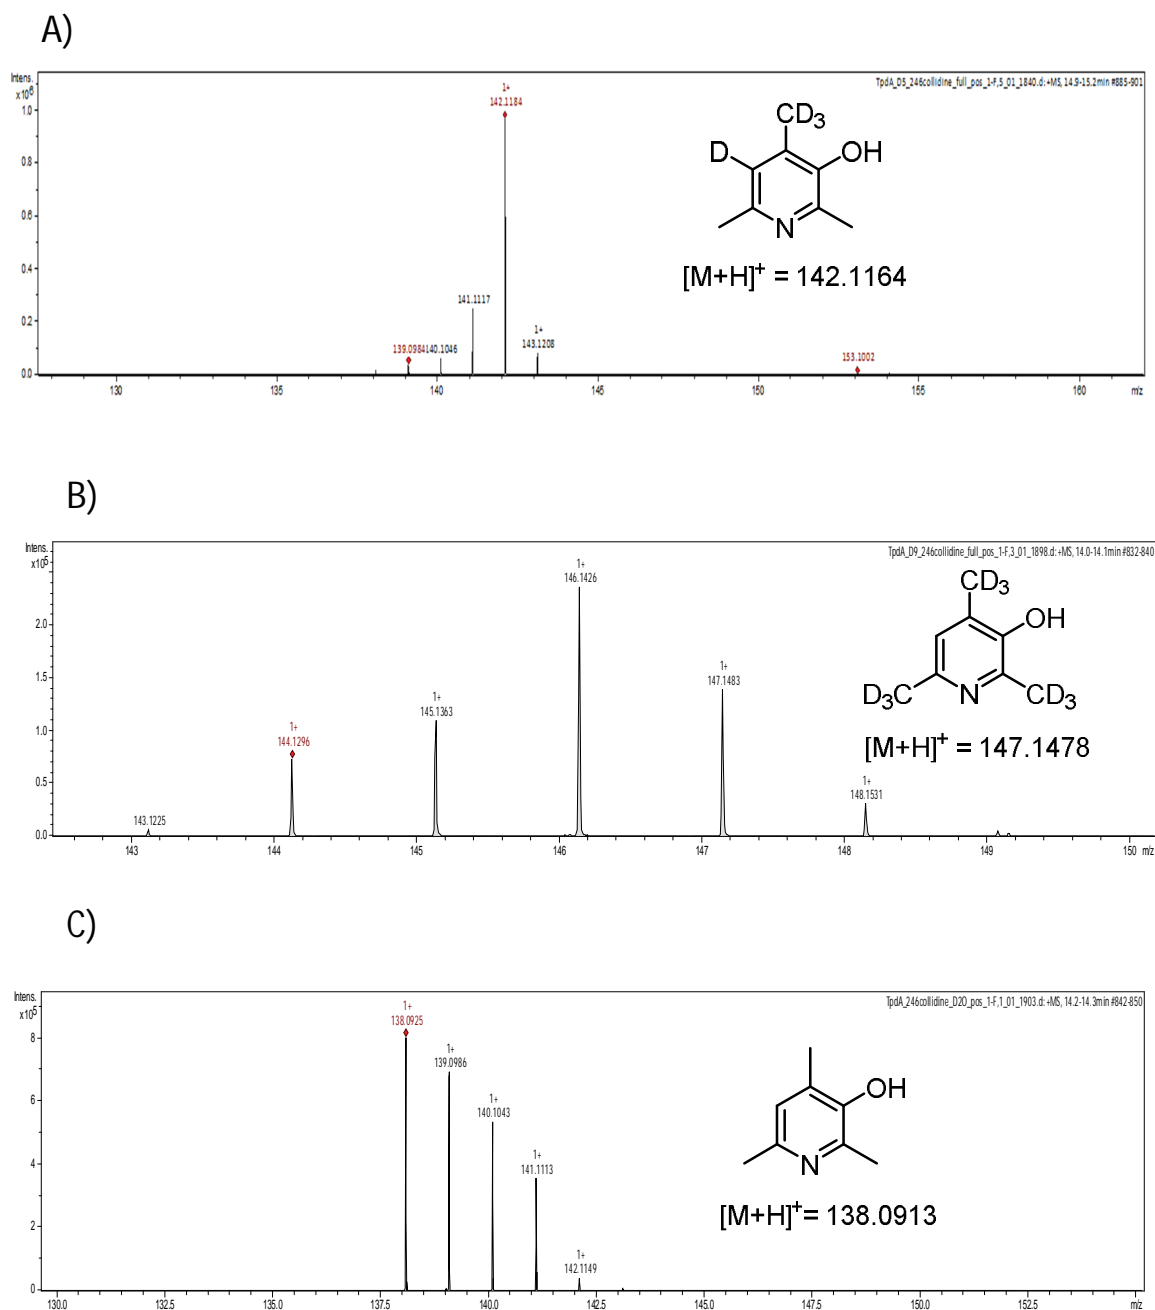 A)
Intens.
x10⁶
TpdA_D5_246collidine_full_pos_1-F,5_01_1840.d: +MS, 14.9-15.2min #885-901
1+
142.1184
1.0
0.8
0.6
0.4
0.2
0.0
141.1117
1+
143.1208
139.0984
140.1046
153.1002
CD₃
D
OH
N
[M+H]⁺ = 142.1164
130 135 140 145 150 155 160 m/z
B)
Intens.
x10⁵
TpdA_D9_246collidine_full_pos_1-F,3_01_1898.d: +MS, 14.0-14.1min #832-840
1+
146.1426
2.0
1.5
1.0
0.5
0.0
1+
147.1483
1+
145.1363
1+
144.1296
1+
148.1531
143.1225
CD₃
OH
D₃C
N
CD₃
[M+H]⁺ = 147.1478
143 144 145 146 147 148 149 150 m/z
C)
Intens.
x10⁵
TpdA_246collidine_D2O_pos_1-F,1_01_1903.d: +MS, 14.2-14.3min #842-850
1+
138.0925
8
6
4
2
0
1+
139.0986
1+
140.1043
1+
141.1113
1+
142.1149
OH
N
[M+H]⁺= 138.0913
130.0 132.5 135.0 137.5 140.0 142.5 145.0 147.5 150.0 152.5 m/z